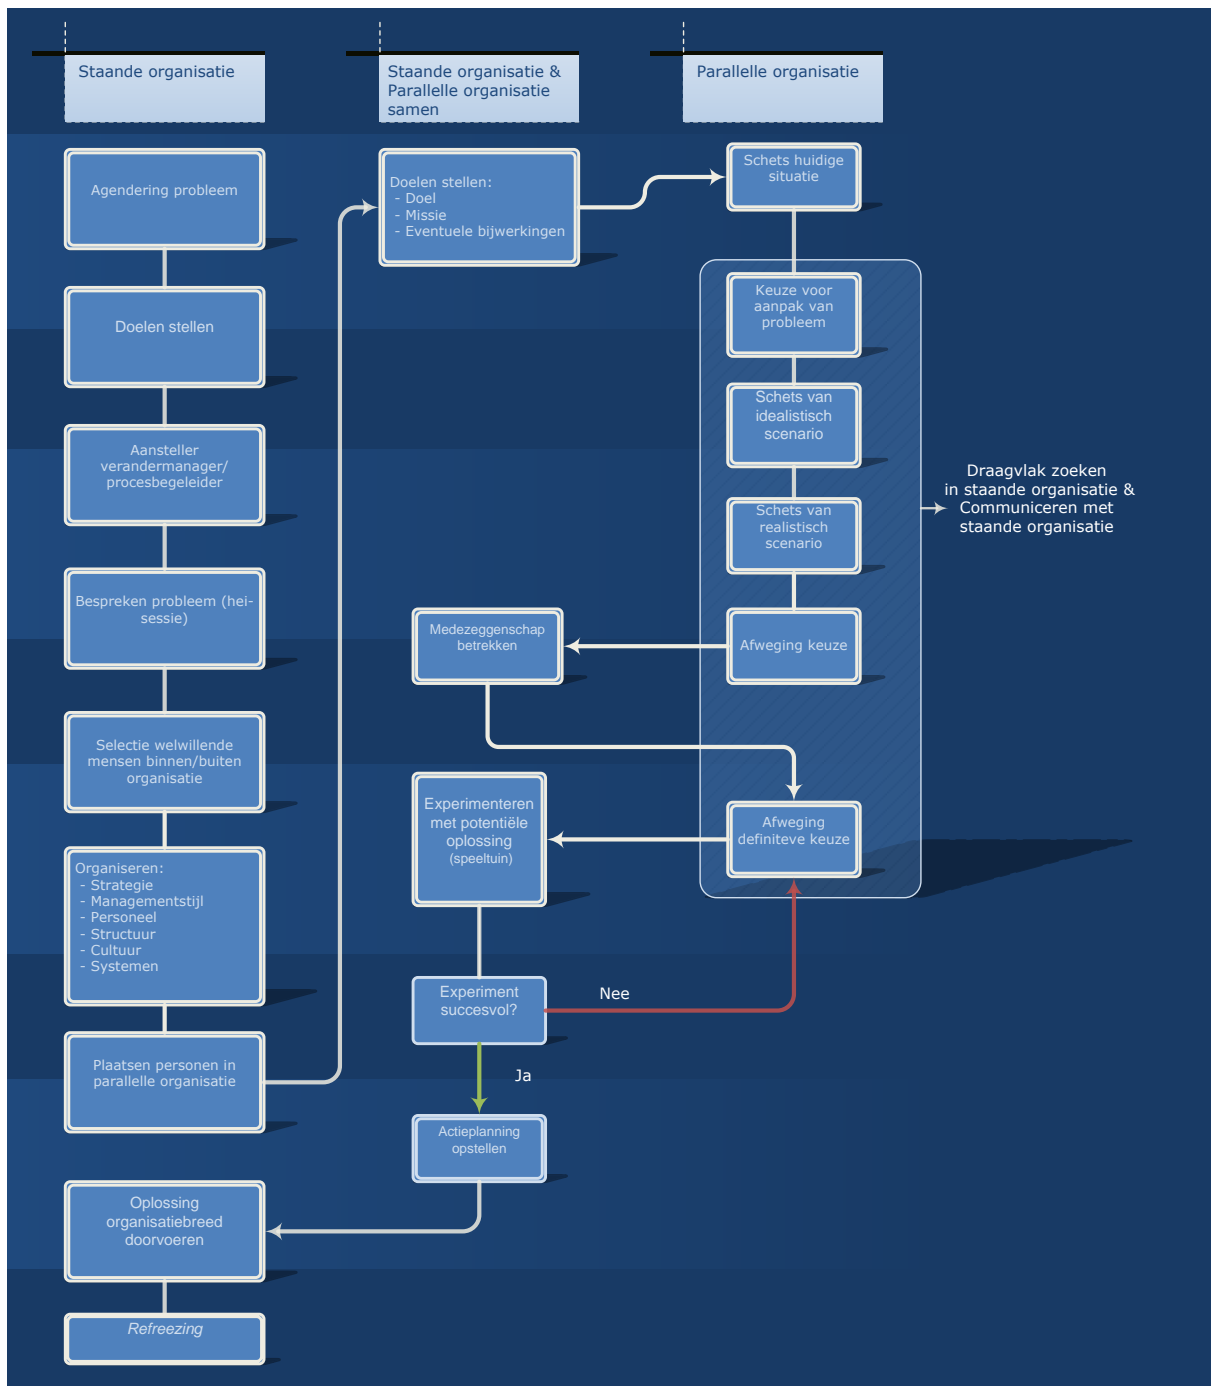 Staande organisatie
Staande organisatie &
Parallelle organisatie
samen
Parallelle organisatie
Agendering probleem
Doelen stellen
Aansteller
verandermanager/
procesbegeleider
Bespreken probleem (hei-
sessie)
Selectie welwillende
mensen binnen/buiten
organisatie
Organiseren:
- Strategie
- Managementstijl
- Personeel
- Structuur
- Cultuur
- Systemen
Plaatsen personen in
parallelle organisatie
Doelen stellen:
- Doel
- Missie
- Eventuele bijwerkingen
Schets huidige
situatie
Keuze voor
aanpak van
probleem
Schets van
idealistisch
scenario
Schets van
realistisch
scenario
Afweging keuze
Draagvlak zoeken
in staande organisatie &
Communiceren met
staande organisatie
Medezeggenschap
betrekken
Afweging
definitieve keuze
Experimenteren
met potentiële
oplossing
(speeltuin)
Experiment
succesvol?
Nee
Ja
Actieplanning
opstellen
Oplossing
organisatiebreed
doorvoeren
Refreezing